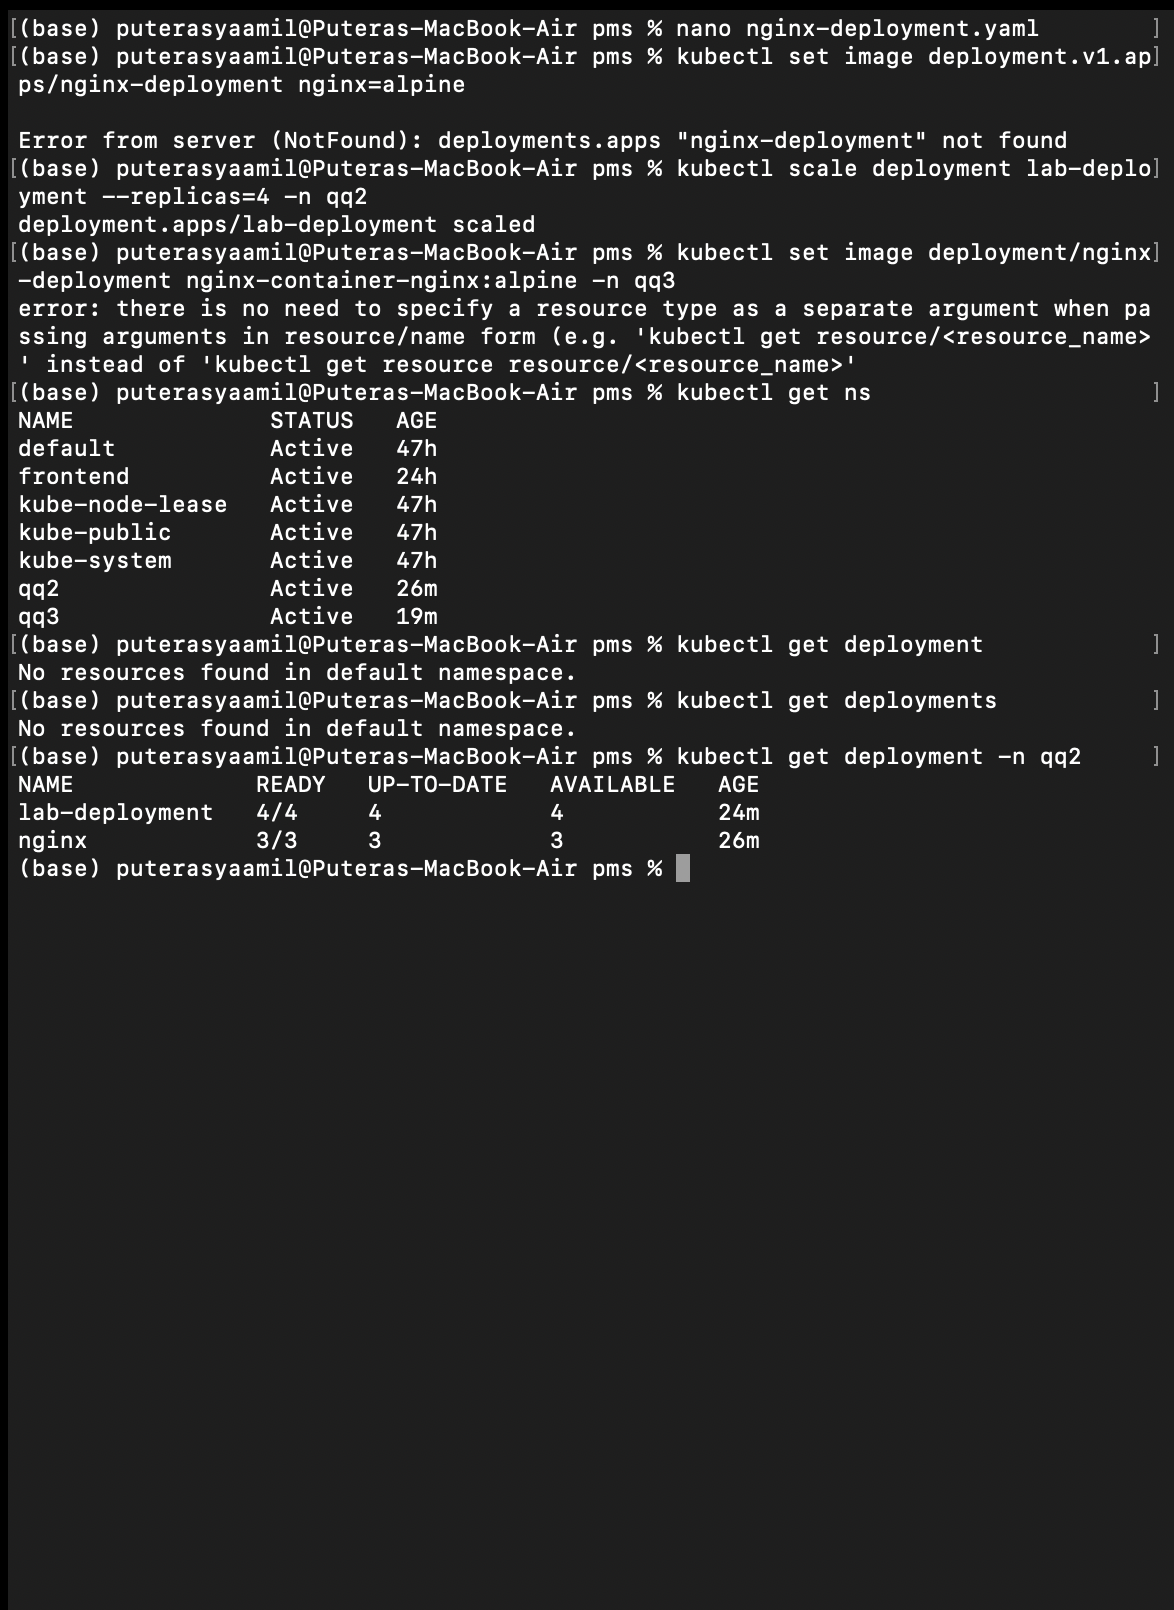 [(base) puterasyaamil@Puteras-MacBook-Air pms % nano nginx-deployment.yaml ]
[(base) puterasyaamil@Puteras-MacBook-Air pms % kubectl set image deployment.v1.ap]
ps/nginx-deployment nginx=alpine
Error from server (NotFound): deployments.apps "nginx-deployment" not found
[(base) puterasyaamil@Puteras-MacBook-Air pms % kubectl scale deployment lab-deplo]
yment --replicas=4 -n qq2
deployment.apps/lab-deployment scaled
[(base) puterasyaamil@Puteras-MacBook-Air pms % kubectl set image deployment/nginx]
-deployment nginx-container-nginx:alpine -n qq3
error: there is no need to specify a resource type as a separate argument when pa
ssing arguments in resource/name form (e.g. 'kubectl get resource/<resource_name>
' instead of 'kubectl get resource resource/<resource_name>'
[(base) puterasyaamil@Puteras-MacBook-Air pms % kubectl get ns ]
NAME STATUS AGE
default Active 47h
frontend Active 24h
kube-node-lease Active 47h
kube-public Active 47h
kube-system Active 47h
qq2 Active 26m
qq3 Active 19m
[(base) puterasyaamil@Puteras-MacBook-Air pms % kubectl get deployment ]
No resources found in default namespace.
[(base) puterasyaamil@Puteras-MacBook-Air pms % kubectl get deployments ]
No resources found in default namespace.
[(base) puterasyaamil@Puteras-MacBook-Air pms % kubectl get deployment -n qq2 ]
NAME READY UP-TO-DATE AVAILABLE AGE
lab-deployment 4/4 4 4 24m
nginx 3/3 3 3 26m
(base) puterasyaamil@Puteras-MacBook-Air pms %